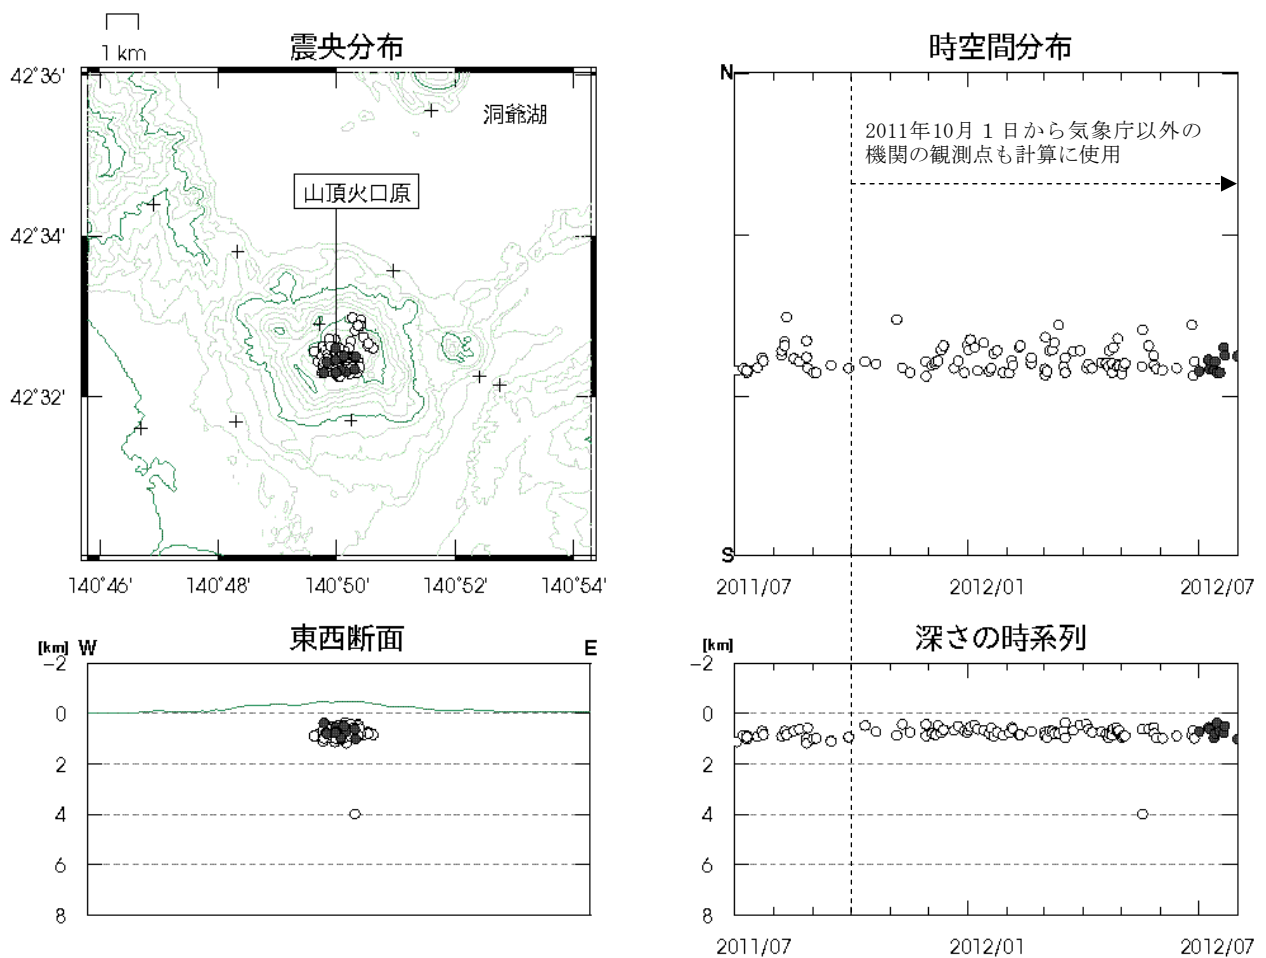 1 km
震央分布
42°36'
洞爺湖
山頂火口原
42°34'
42°32'
140°46'
140°48'
140°50'
140°52'
140°54'
時空間分布
N
2011年10月１日から気象庁以外の
機関の観測点も計算に使用
S
2011/07
2012/01
2012/07
東西断面
[km]
W
E
-2
0
2
4
6
8
深さの時系列
[km]
-2
0
2
4
6
8
2011/07
2012/01
2012/07